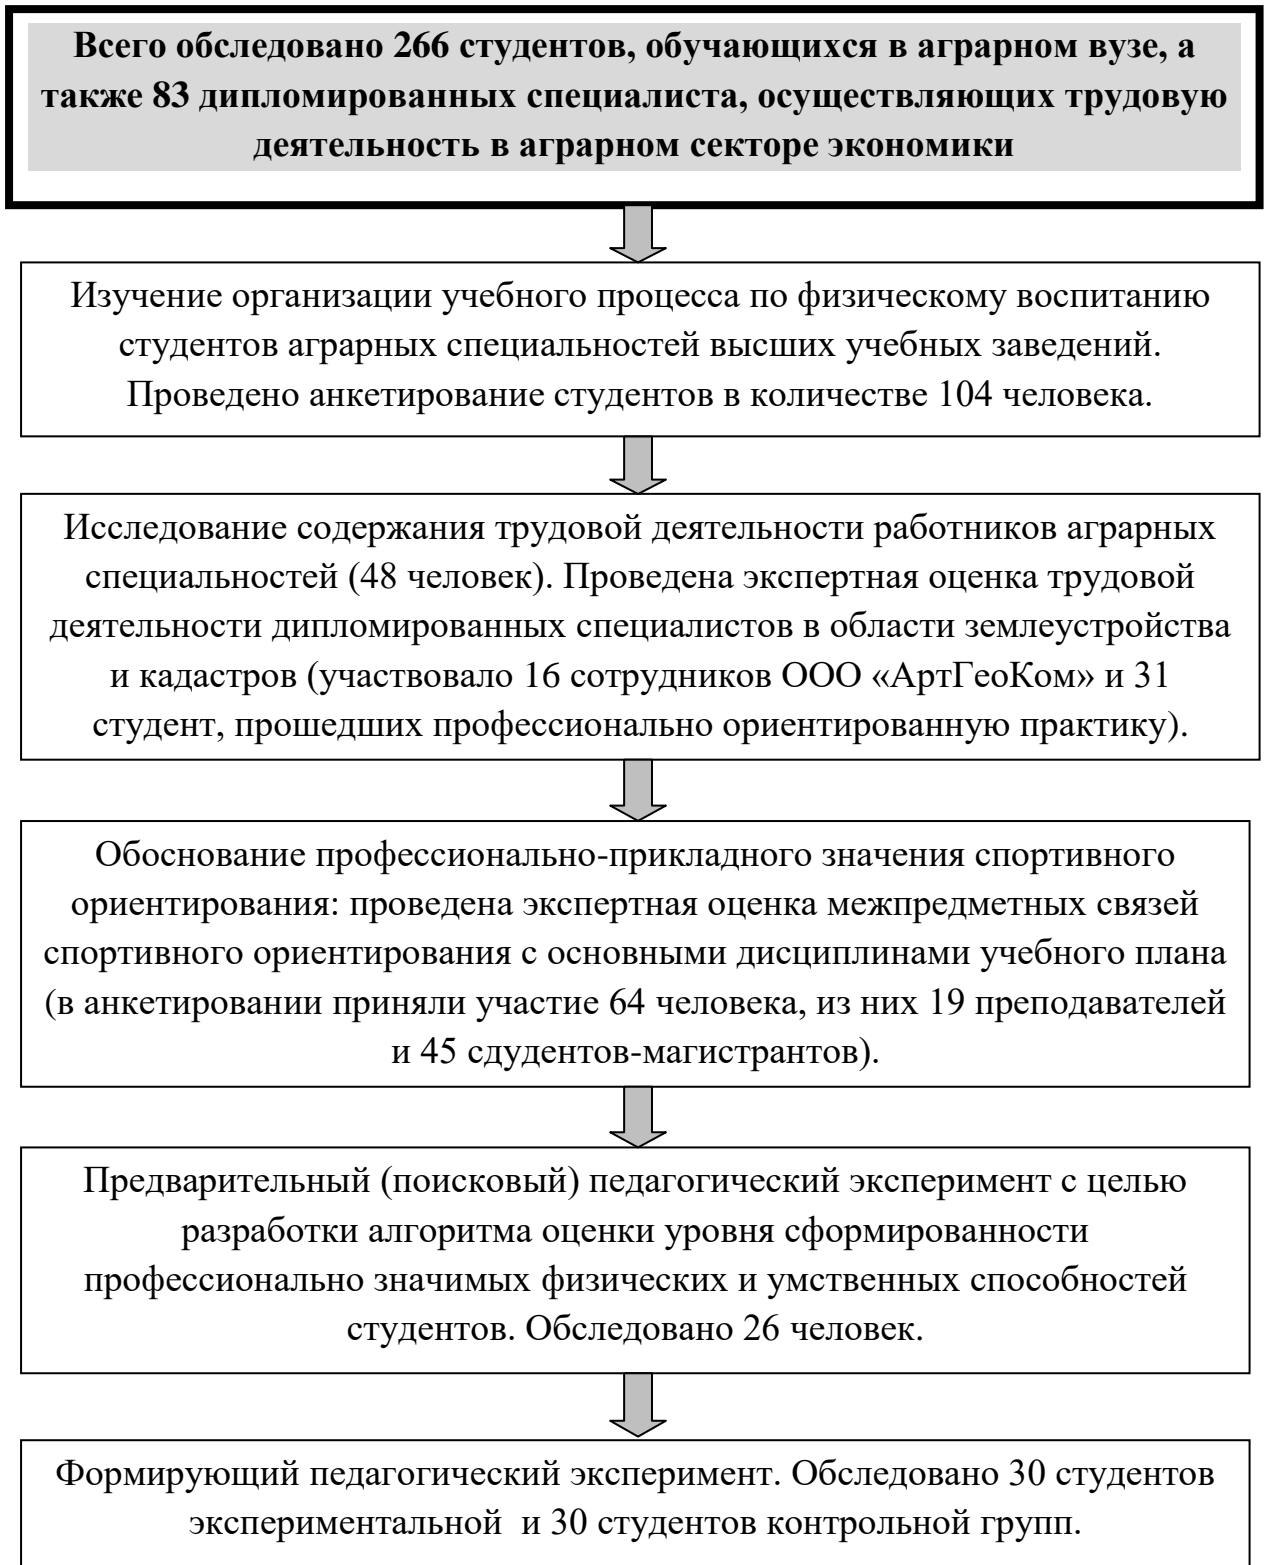 Всего обследовано 266 студентов, обучающихся в аграрном вузе, а
также 83 дипломированных специалиста, осуществляющих трудовую
деятельность в аграрном секторе экономики
Изучение организации учебного процесса по физическому воспитанию
студентов аграрных специальностей высших учебных заведений.
Проведено анкетирование студентов в количестве 104 человека.
Исследование содержания трудовой деятельности работников аграрных
специальностей (48 человек). Проведена экспертная оценка трудовой
деятельности дипломированных специалистов в области землеустройства
и кадастров (участвовало 16 сотрудников ООО «АртГеоКом» и 31
студент, прошедших профессионально ориентированную практику).
Обоснование профессионально-прикладного значения спортивного
ориентирования: проведена экспертная оценка межпредметных связей
спортивного ориентирования с основными дисциплинами учебного плана
(в анкетировании приняли участие 64 человека, из них 19 преподавателей
и 45 сдудентов-магистрантов).
Предварительный (поисковый) педагогический эксперимент с целью
разработки алгоритма оценки уровня сформированности
профессионально значимых физических и умственных способностей
студентов. Обследовано 26 человек.
Формирующий педагогический эксперимент. Обследовано 30 студентов
экспериментальной  и 30 студентов контрольной групп.